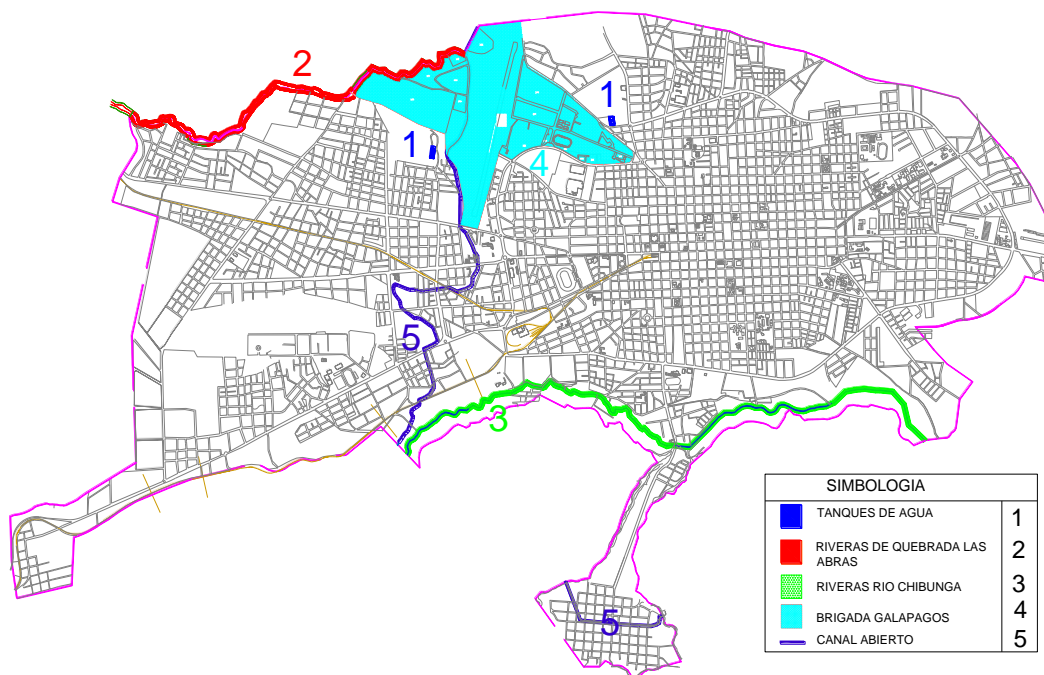 2
1
1
4
5
3
5
SIMBOLOGIA
TANQUES DE AGUA 1
RIVERAS DE QUEBRADA LAS 2
ABRAS
RIVERAS RIO CHIBUNGA 3
BRIGADA GALAPAGOS 4
CANAL ABIERTO 5